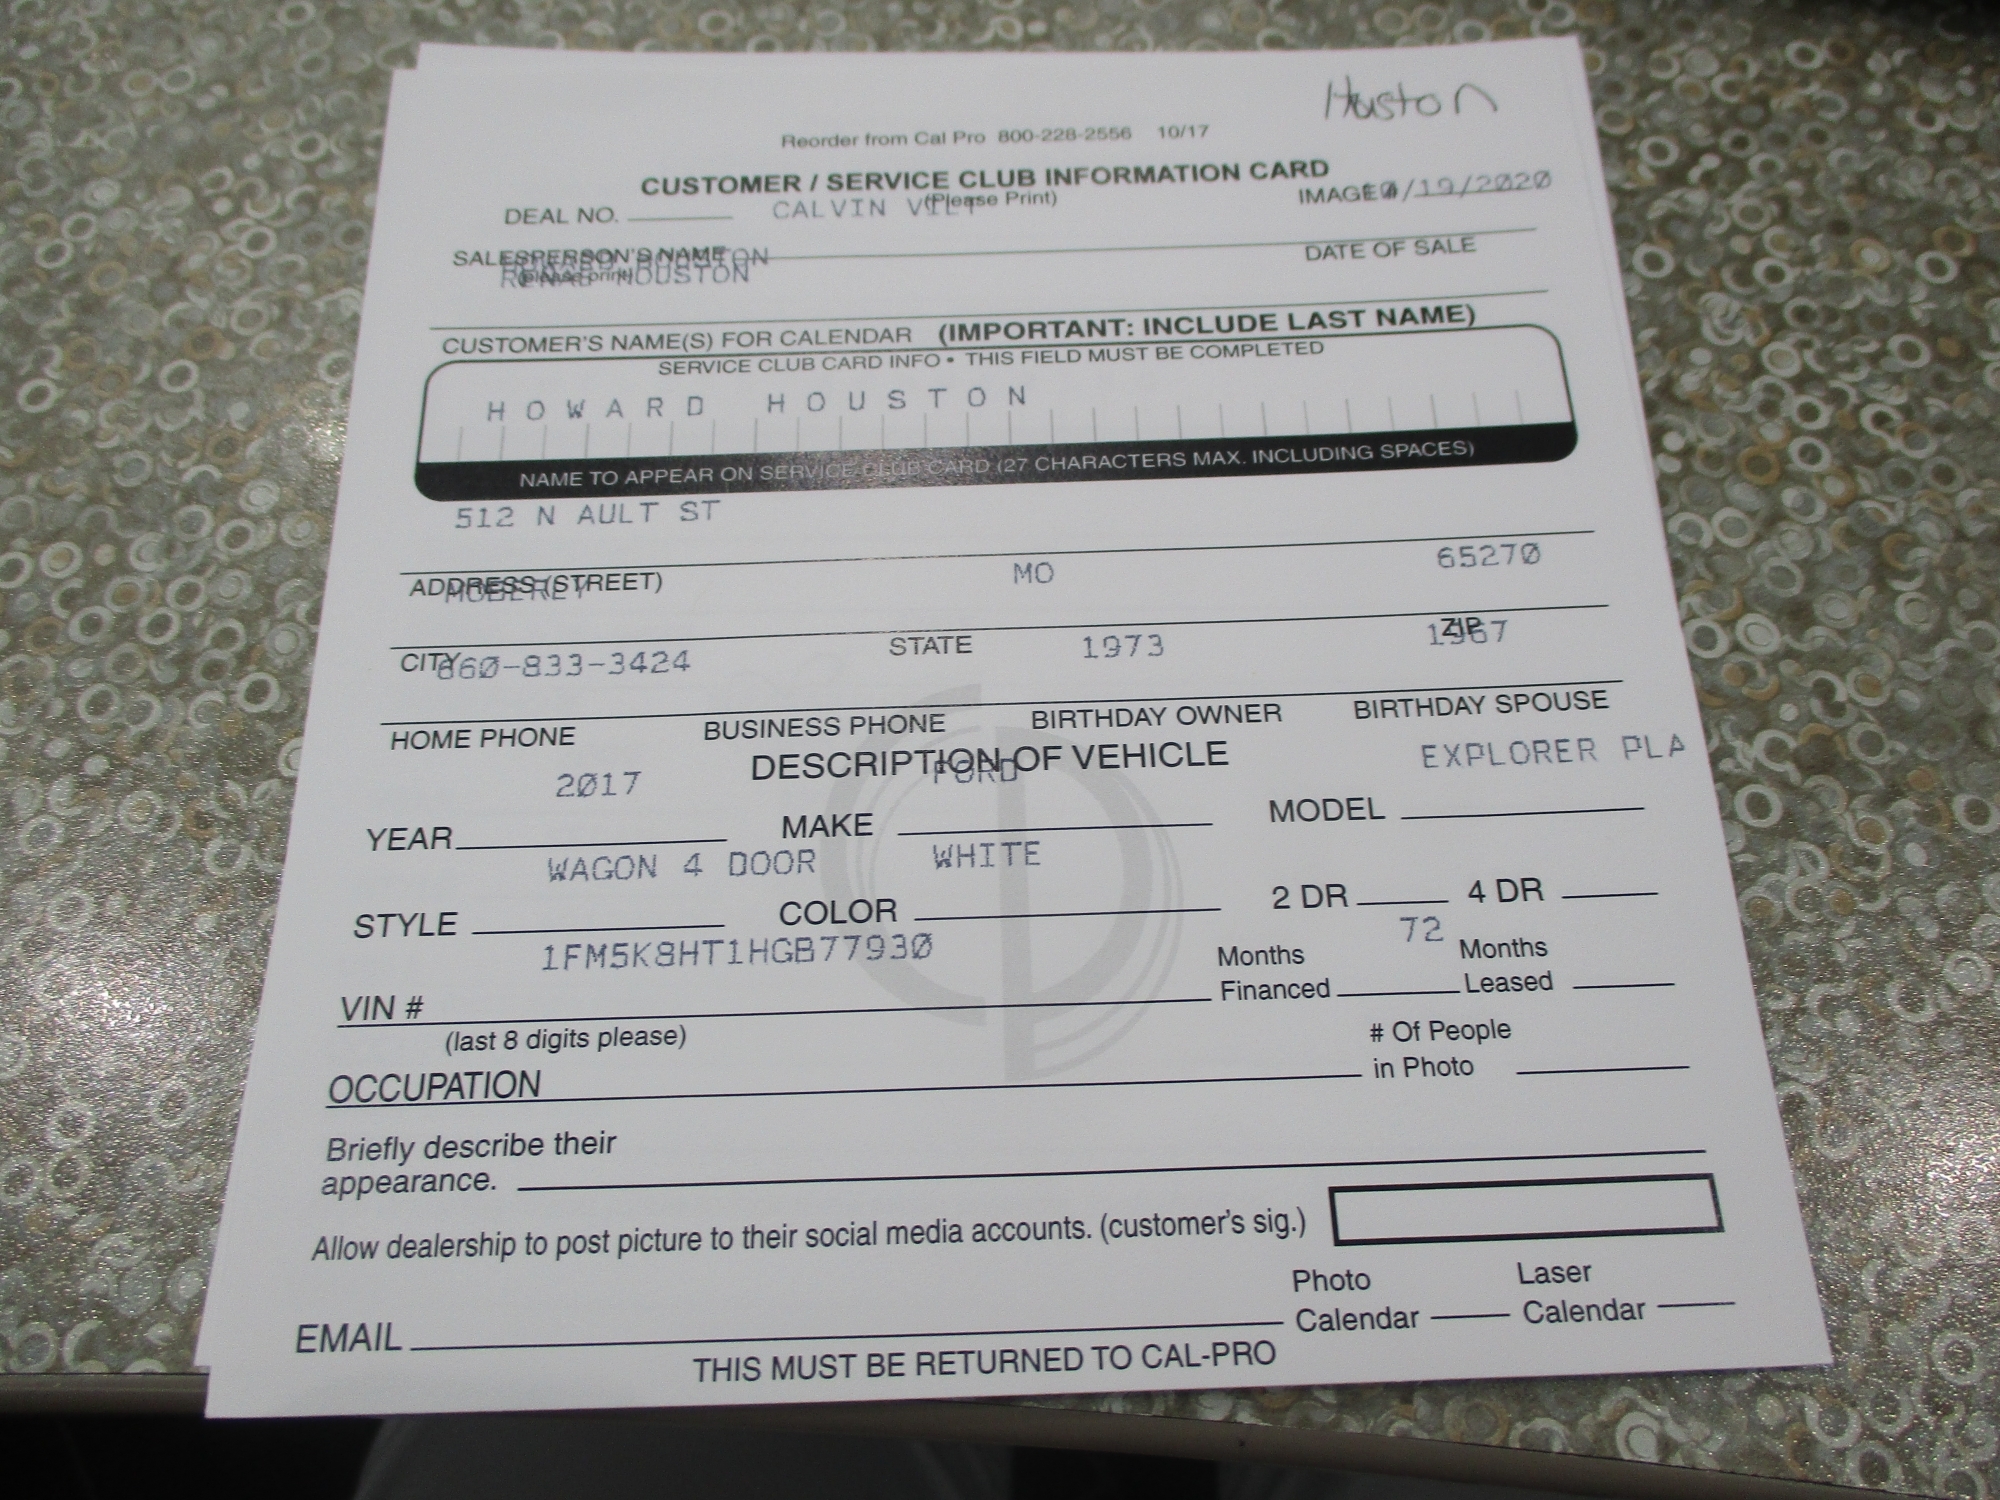 Huston
Reorder from Cal Pro 800-228-2556 10/17
CUSTOMER / SERVICE CLUB INFORMATION CARD
(Please Print)
DEAL NO. CALVIN IMAGE /19/2020
SALESPERSON'S NAME DATE OF SALE
(please print) HOUSTON
CUSTOMER'S NAME(S) FOR CALENDAR (IMPORTANT: INCLUDE LAST NAME)
SERVICE CLUB CARD INFO • THIS FIELD MUST BE COMPLETED
HOWARD HOUSTON
NAME TO APPEAR ON SERVICE CLUB CARD (27 CHARACTERS MAX. INCLUDING SPACES)
512 N AULT ST
ADDRESS (STREET) MO 65270
MOBERLY
CITY STATE ZIP
660-833-3424 1973 1967
HOME PHONE BUSINESS PHONE BIRTHDAY OWNER BIRTHDAY SPOUSE
DESCRIPTION OF VEHICLE
2017 FORD EXPLORER PLA
YEAR MAKE MODEL
WAGON 4 DOOR WHITE
STYLE COLOR 2 DR 4 DR
1FM5K8HT1HGB77930 72
VIN # Months Financed Months Leased
(last 8 digits please)
OCCUPATION # Of People in Photo
Briefly describe their
appearance.
Allow dealership to post picture to their social media accounts. (customer's sig.)
EMAIL Photo Calendar Laser Calendar
THIS MUST BE RETURNED TO CAL-PRO